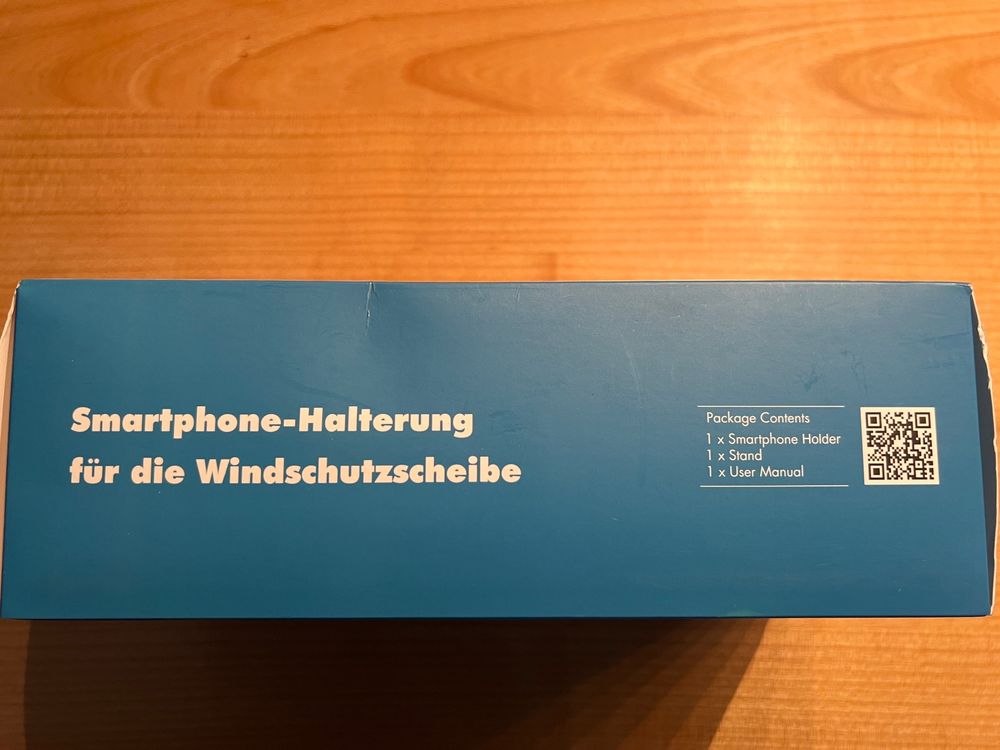 Smartphone-Halterung
für die Windschutzscheibe
Package Contents
1 x Smartphone Holder
1 x Stand
1 x User Manual